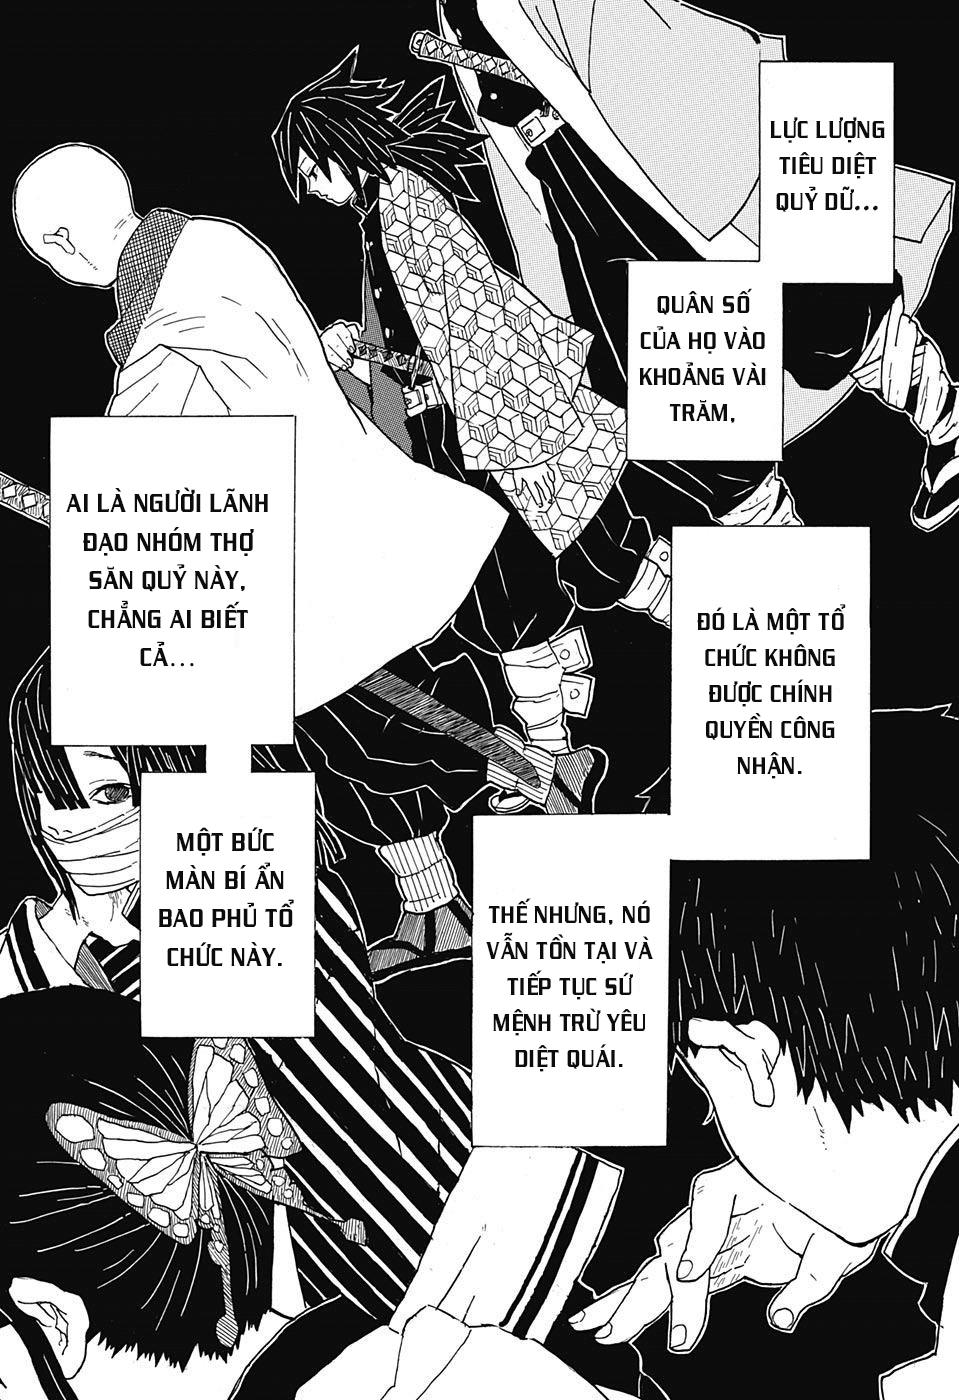 LỰC LƯỢNG
TIÊU DIỆT
QUỶ DỮ...
QUÂN SỐ
CỦA HỌ VÀO
KHOẢNG VÀI
TRĂM,
ĐÓ LÀ MỘT TỔ
CHỨC KHÔNG
ĐƯỢC CHÍNH
QUYỀN CÔNG
NHẬN.
THẾ NHƯNG, NÓ
VẪN TỒN TẠI VÀ
TIẾP TỤC SỨ
MỆNH TRỪ YÊU
DIỆT QUÁI.
AI LÀ NGƯỜI LÃNH
ĐẠO NHÓM THỢ
SĂN QUỶ NÀY,
CHẲNG AI BIẾT
CẢ...
MỘT BỨC
MÀN BÍ ẨN
BAO PHỦ TỔ
CHỨC NÀY.